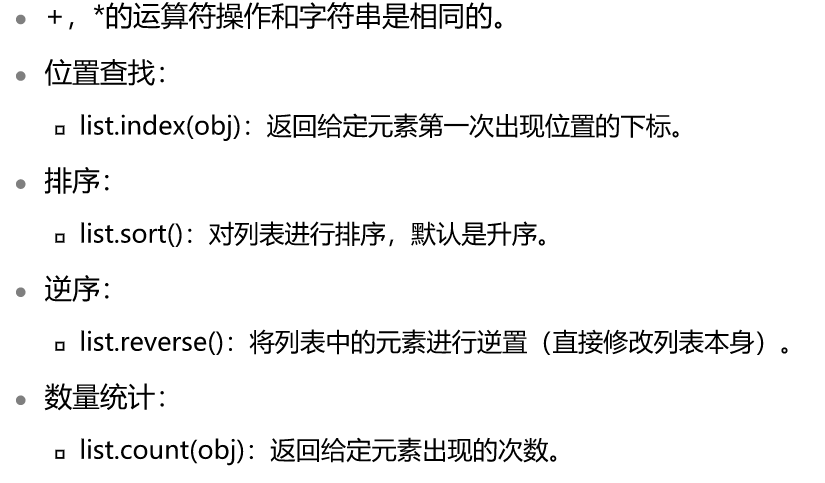 +，*的运算符操作和字符串是相同的。
位置查找：
list.index(obj)：返回给定元素第一次出现位置的下标。
排序：
list.sort()：对列表进行排序，默认是升序。
逆序：
list.reverse()：将列表中的元素进行逆置（直接修改列表本身）。
数量统计：
list.count(obj)：返回给定元素出现的次数。